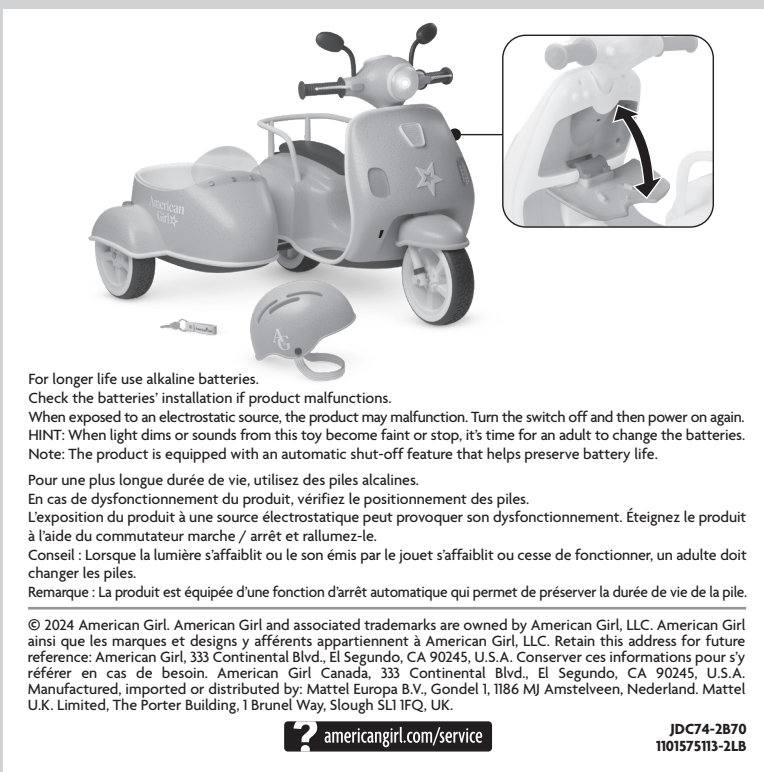 American
Girl
AG
For longer life use alkaline batteries.
Check the batteries' installation if product malfunctions.
When exposed to an electrostatic source, the product may malfunction. Turn the switch off and then power on again.
HINT: When light dims or sounds from this toy become faint or stop, it's time for an adult to change the batteries.
Note: The product is equipped with an automatic shut-off feature that helps preserve battery life.
Pour une plus longue durée de vie, utilisez des piles alcalines.
En cas de dysfonctionnement du produit, vérifiez le positionnement des piles.
L'exposition du produit à une source électrostatique peut provoquer son dysfonctionnement. Éteignez le produit
à l'aide du commutateur marche / arrêt et rallumez-le.
Conseil : Lorsque la lumière s'affaiblit ou le son émis par le jouet s'affaiblit ou cesse de fonctionner, un adulte doit
changer les piles.
Remarque : La produit est équipée d'une fonction d'arrêt automatique qui permet de préserver la durée de vie de la pile.
© 2024 American Girl. American Girl and associated trademarks are owned by American Girl, LLC. American Girl
ainsi que les marques et designs y afférents appartiennent à American Girl, LLC. Retain this address for future
reference: American Girl, 333 Continental Blvd., El Segundo, CA 90245, U.S.A. Conserver ces informations pour s'y
référer en cas de besoin. American Girl Canada, 333 Continental Blvd., El Segundo, CA 90245, U.S.A.
Manufactured, imported or distributed by: Mattel Europa B.V., Gondel 1, 1186 MJ Amstelveen, Nederland. Mattel
U.K. Limited, The Porter Building, 1 Brunel Way, Slough SL1 1FQ, UK.
? americangirl.com/service
JDC74-2B70
1101575113-2LB